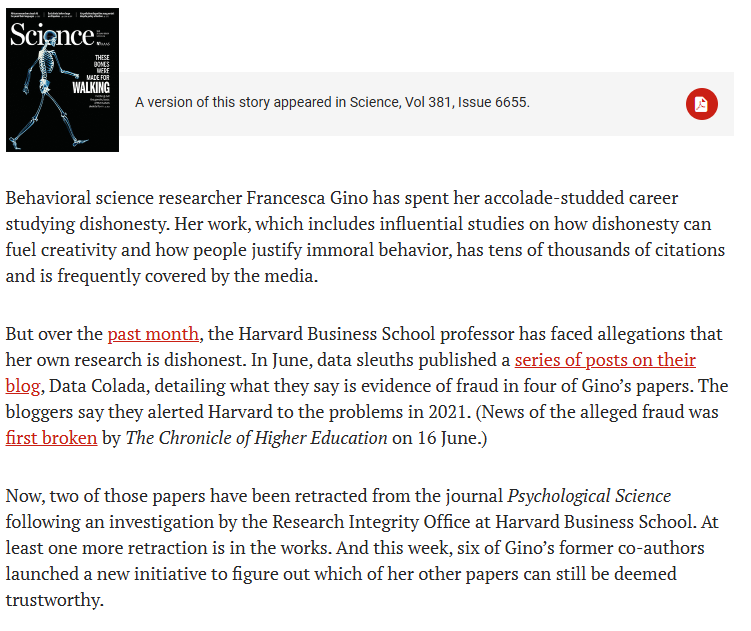 Science
THESE
BONES
WERE
MADE FOR
WALKING
A version of this story appeared in Science, Vol 381, Issue 6655.
Behavioral science researcher Francesca Gino has spent her accolade-studded career
studying dishonesty. Her work, which includes influential studies on how dishonesty can
fuel creativity and how people justify immoral behavior, has tens of thousands of citations
and is frequently covered by the media.
But over the past month, the Harvard Business School professor has faced allegations that
her own research is dishonest. In June, data sleuths published a series of posts on their
blog, Data Colada, detailing what they say is evidence of fraud in four of Gino’s papers. The
bloggers say they alerted Harvard to the problems in 2021. (News of the alleged fraud was
first broken by The Chronicle of Higher Education on 16 June.)
Now, two of those papers have been retracted from the journal Psychological Science
following an investigation by the Research Integrity Office at Harvard Business School. At
least one more retraction is in the works. And this week, six of Gino’s former co-authors
launched a new initiative to figure out which of her other papers can still be deemed
trustworthy.